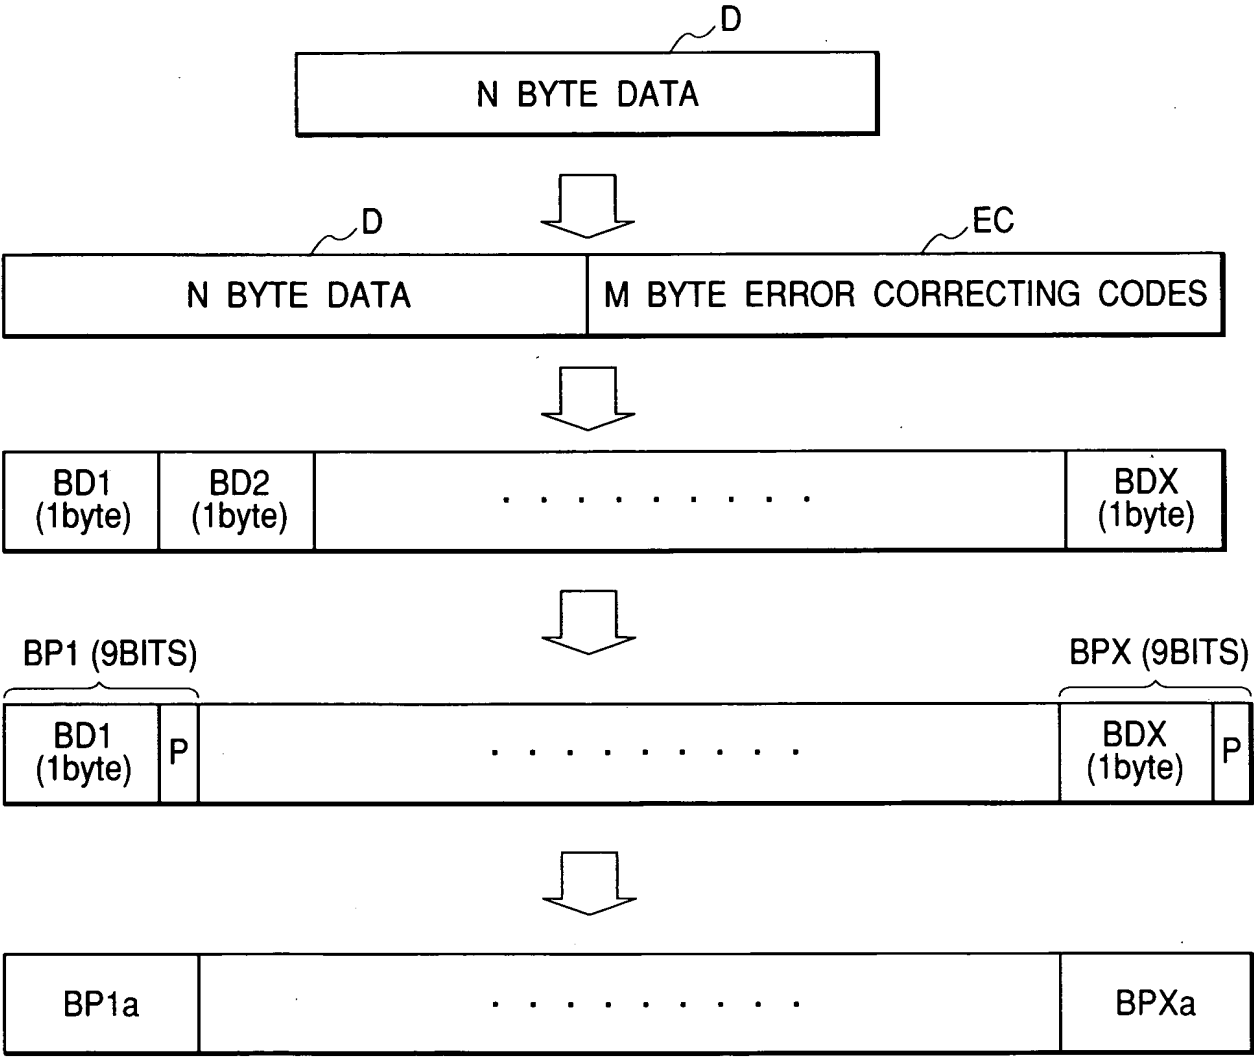 D
N BYTE DATA
D
EC
N BYTE DATA
M BYTE ERROR CORRECTING CODES
BD1
(1byte)
BD2
(1byte)
. . . . . . . . .
BDX
(1byte)
BP1 (9BITS)
BPX (9BITS)
BD1
(1byte)
P
. . . . . . . . .
BDX
(1byte)
P
BP1a
. . . . . . . . .
BPXa